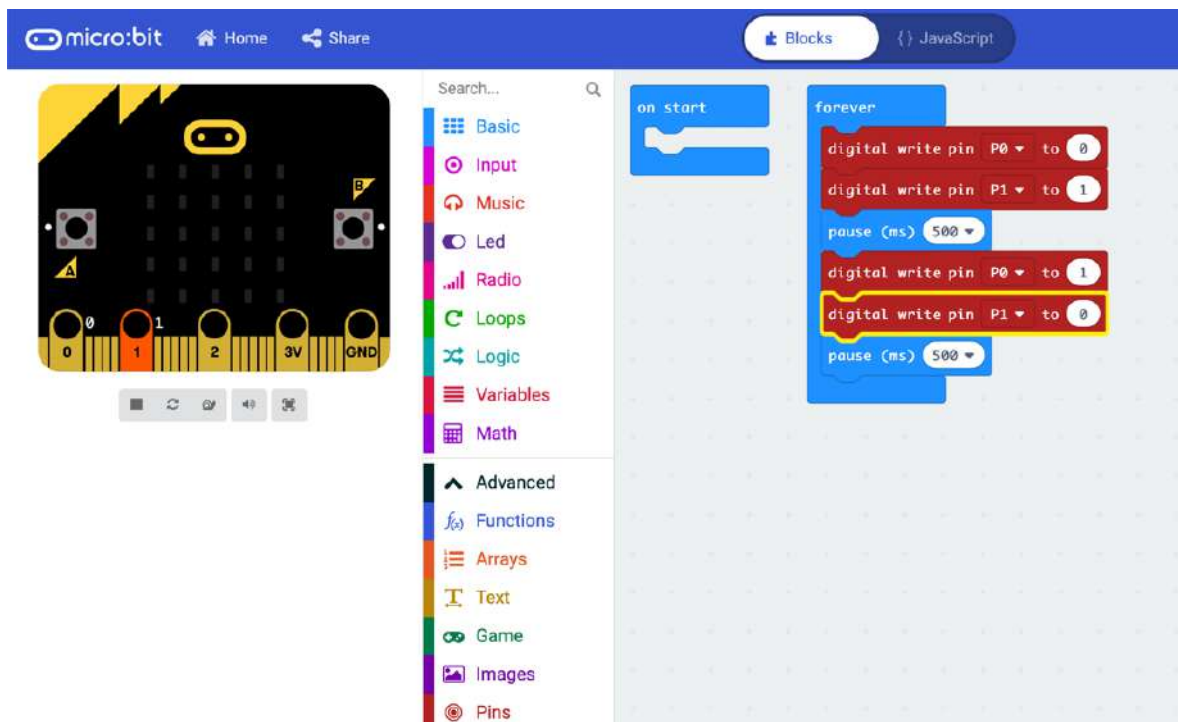 micro:bit
Home
Share
Blocks
{} JavaScript
B
A
0
1
0
1
2
3V
GND
Search...
Basic
Input
Music
Led
Radio
Loops
Logic
Variables
Math
Advanced
f(x) Functions
Arrays
T Text
Game
Images
Pins
on start
forever
digital write pin P0 to 0
digital write pin P1 to 1
pause (ms) 500
digital write pin P0 to 1
digital write pin P1 to 0
pause (ms) 500